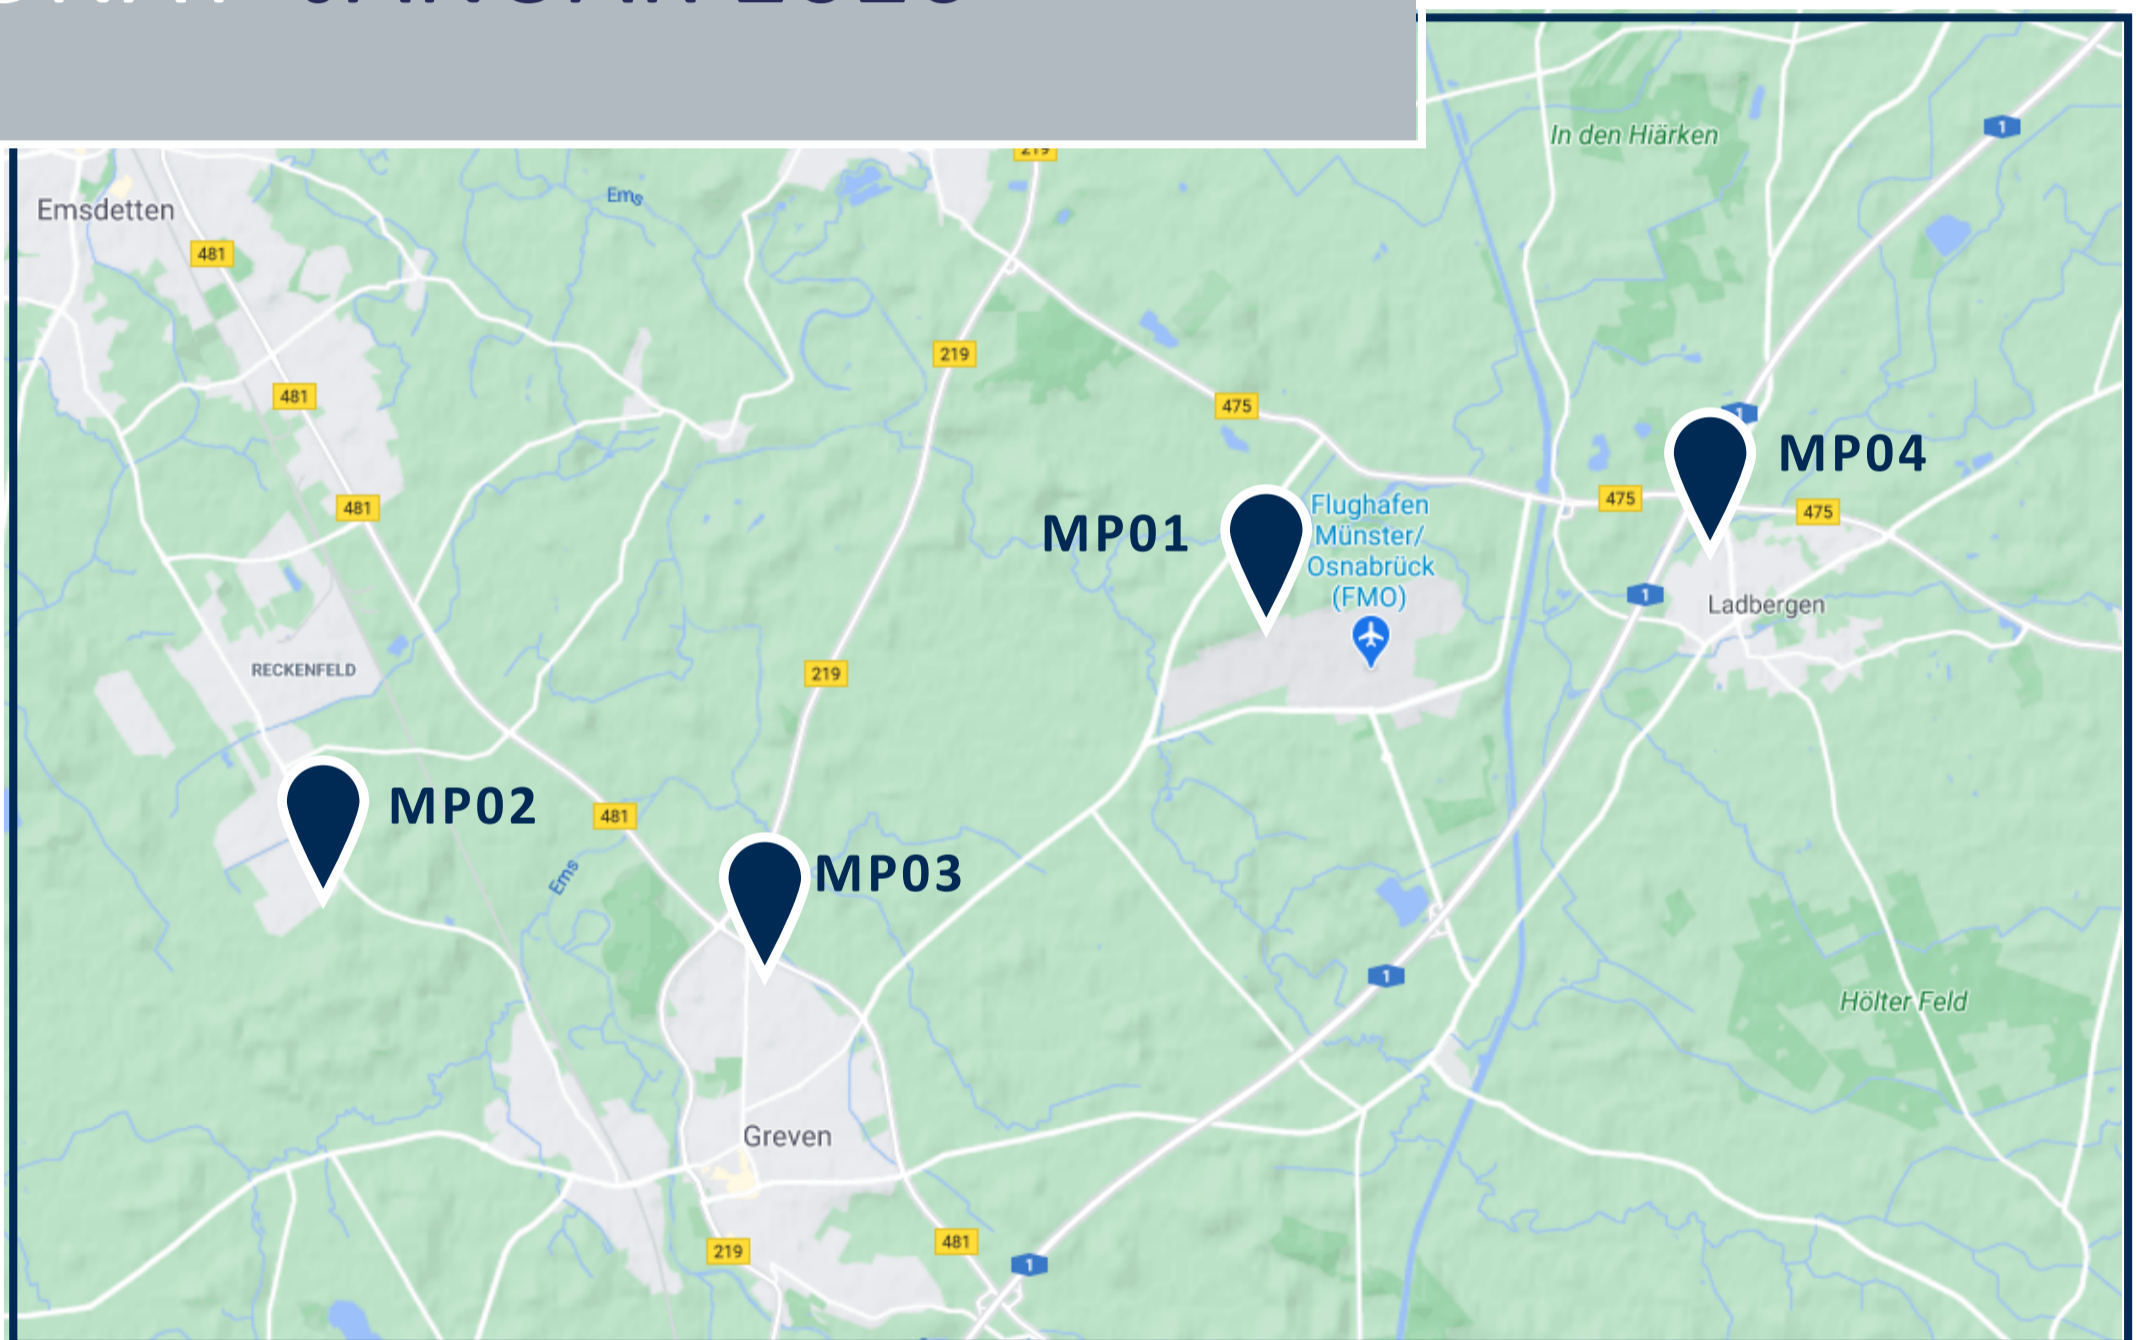 In den Hiärken
1
219
Ems
Emsdetten
481
219
481
475
1
MP04
481
475
475
MP01
Flughafen
Münster/
Osnabrück
(FMO)
1
Ladbergen
RECKENFELD
219
MP02
481
MP03
Ems
1
Hölter Feld
Greven
481
219
1